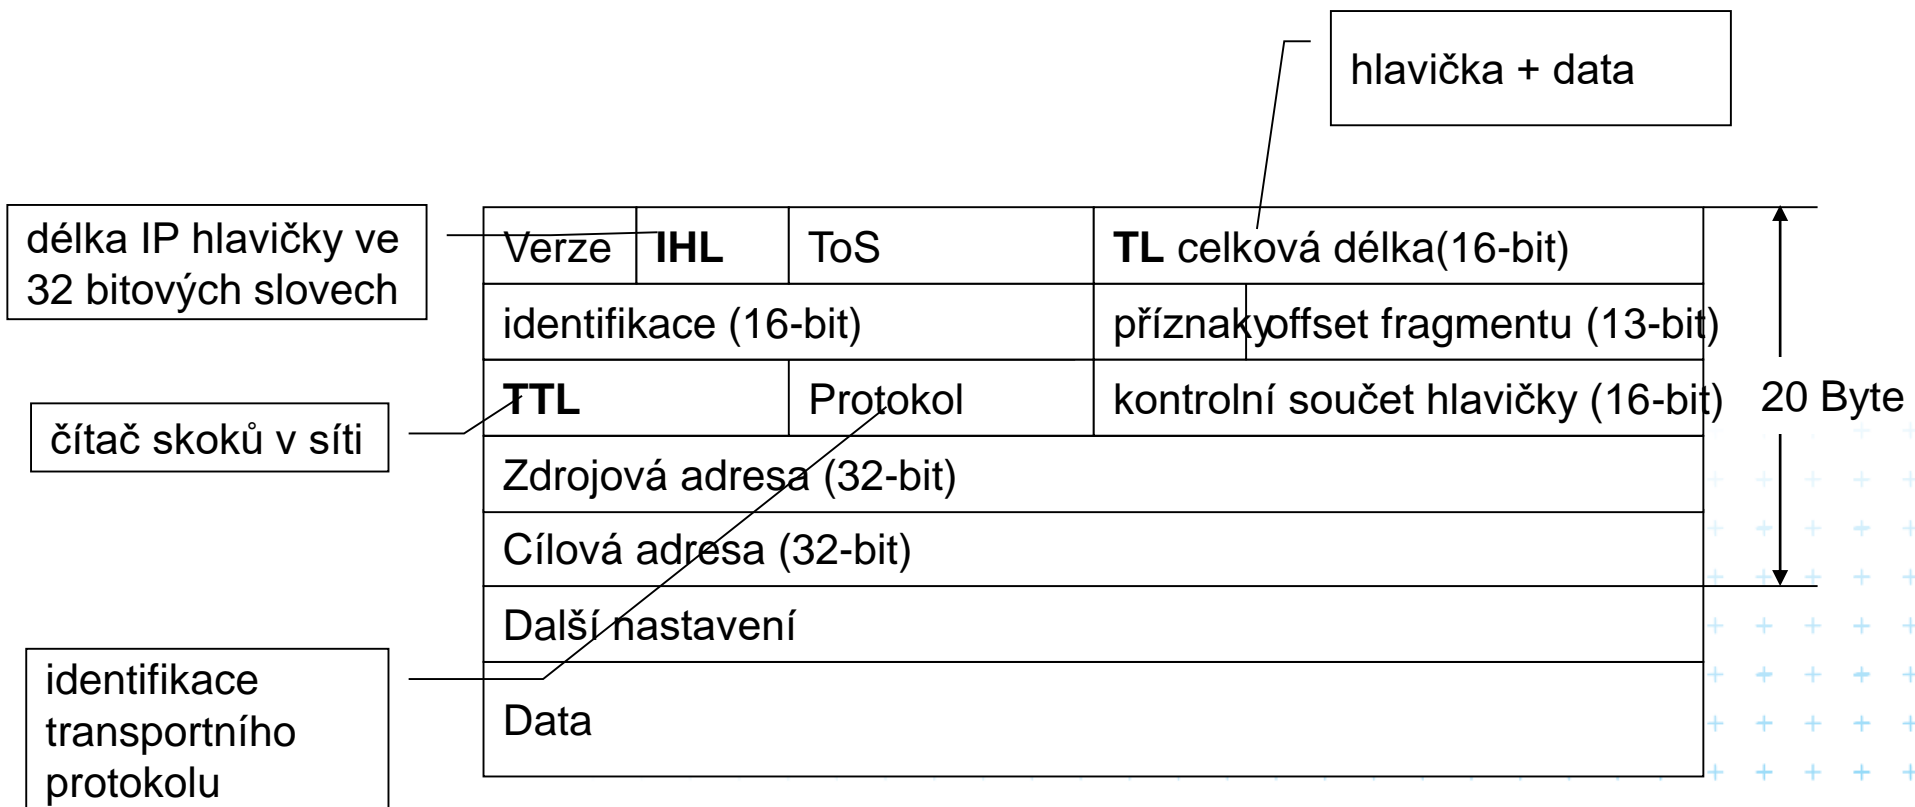 hlavička + data
délka IP hlavičky ve
32 bitových slovech
Verze IHL ToS TL celková délka(16-bit)
identifikace (16-bit) příznaky offset fragmentu (13-bit)
TTL Protokol kontrolní součet hlavičky (16-bit) 20 Byte
čítač skoků v síti
Zdrojová adresa (32-bit)
Cílová adresa (32-bit)
Další nastavení
identifikace
transportního
protokolu
Data